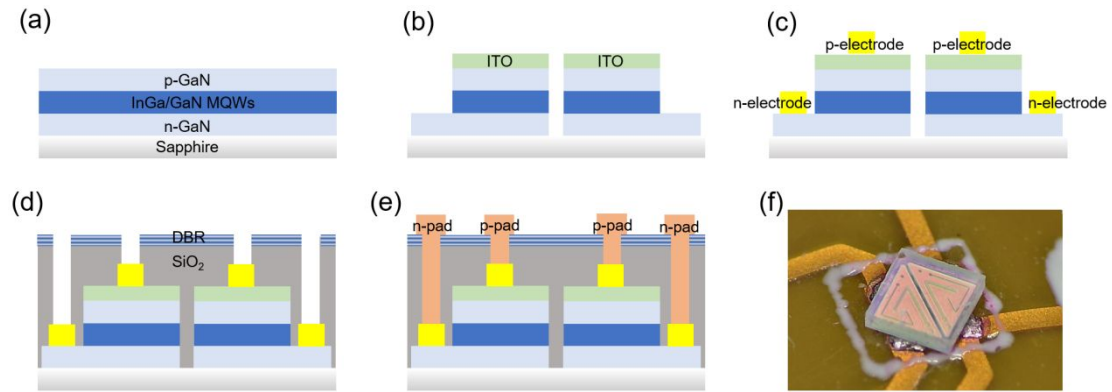 (a)
p-GaN
InGa/GaN MQWs
n-GaN
Sapphire
(b)
ITO ITO
(c)
p-electrode p-electrode
n-electrode n-electrode
(d)
DBR
SiO₂
(e)
n-pad p-pad p-pad n-pad
(f)